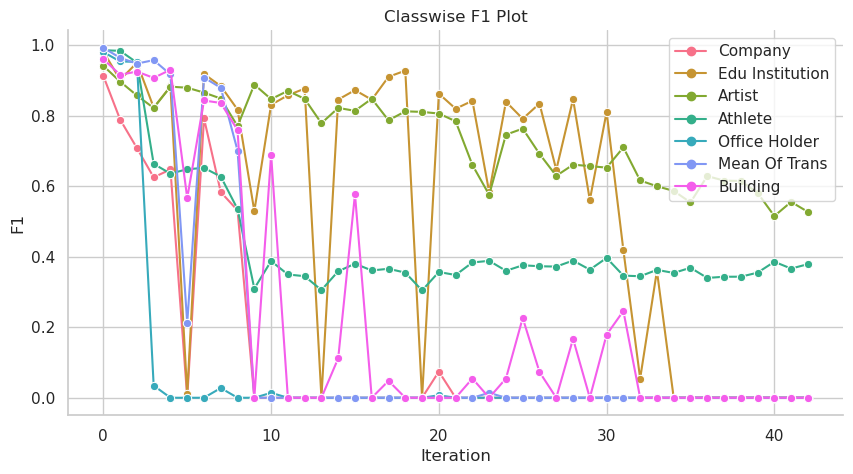 Classwise F1 Plot
1.0
0.8
0.6
0.4
0.2
0.0
F1
0
10
20
30
40
Iteration
Company
Edu Institution
Artist
Athlete
Office Holder
Mean Of Trans
Building